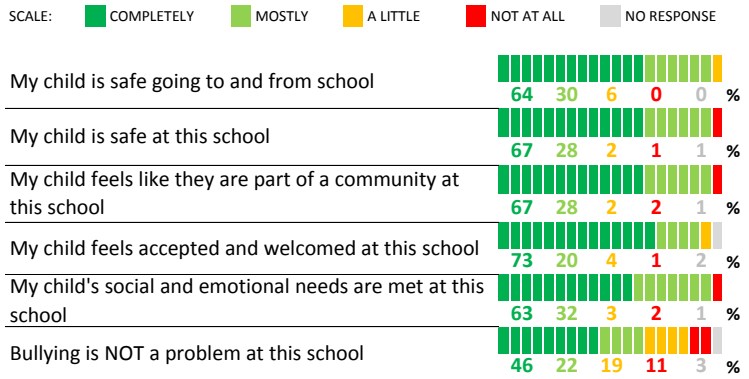 SCALE: COMPLETELY MOSTLY A LITTLE NOT AT ALL NO RESPONSE
My child is safe going to and from school
64 30 6 0 0 %
My child is safe at this school
67 28 2 1 1 %
My child feels like they are part of a community at
this school
67 28 2 2 1 %
My child feels accepted and welcomed at this school
73 20 4 1 2 %
My child's social and emotional needs are met at this
school
63 32 3 2 1 %
Bullying is NOT a problem at this school
46 22 19 11 3 %